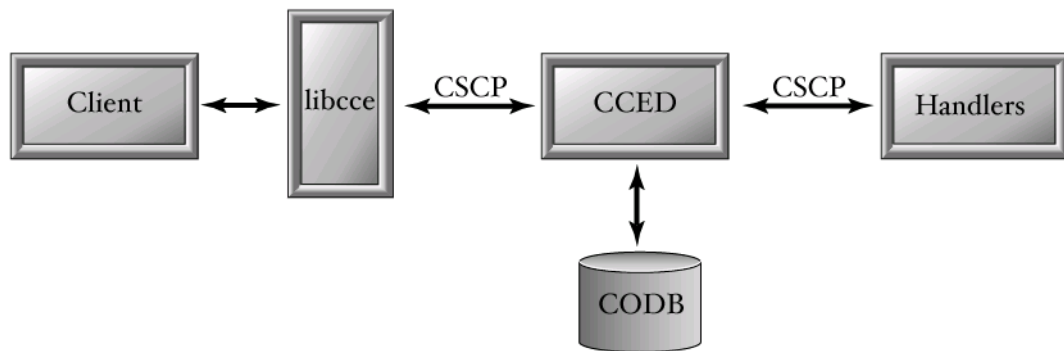 Client
libcce
CSCP
CCED
CSCP
Handlers
CODB